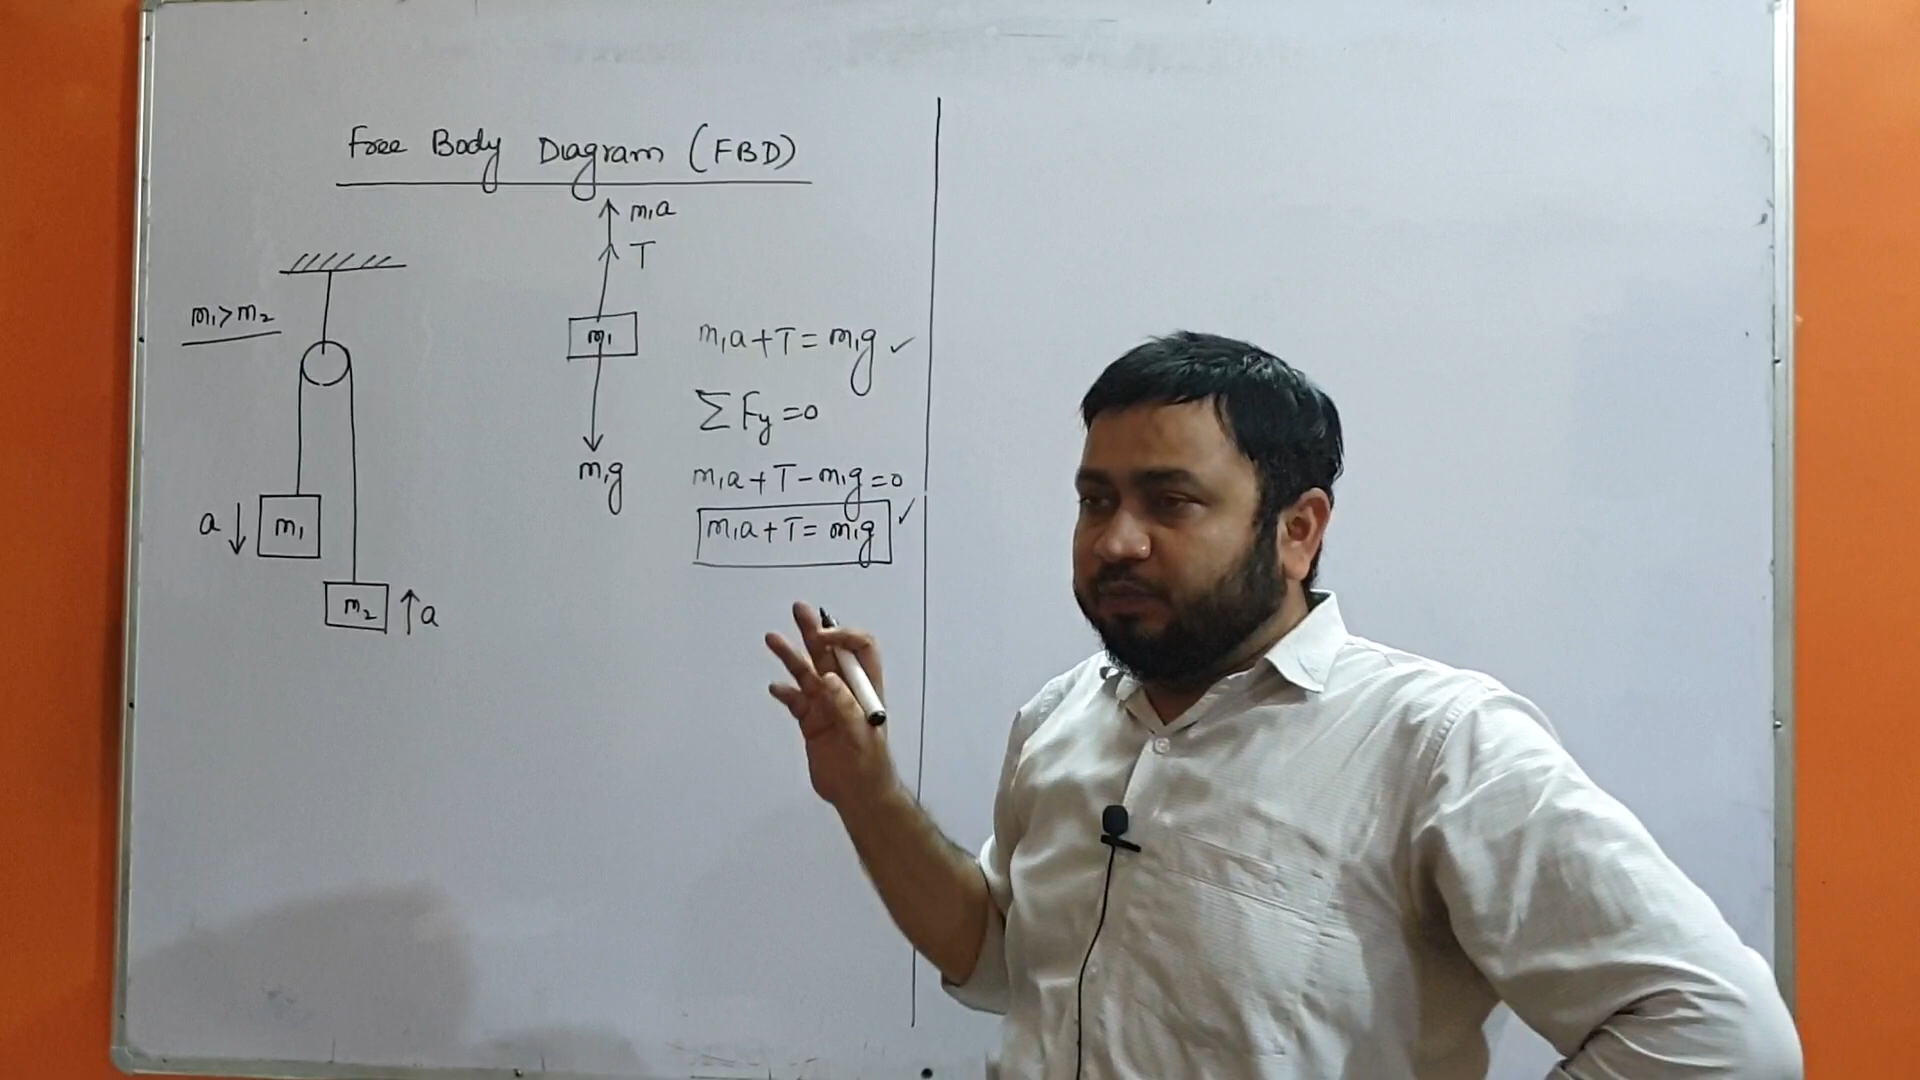 Free Body Diagram (FBD)
m₁>m₂
a
m₁
m₂
a
m₁a
T
m₁
m₁g
m₁a+T=m₁g ✓
∑Fy=0
m₁a+T-m₁g=0
m₁a+T=m₁g ✓